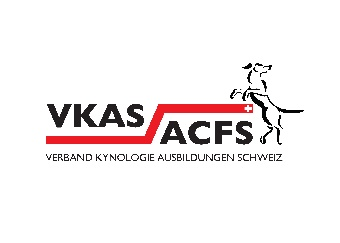 VKAS
ACFS
VERBAND KYNOLOGIE AUSBILDUNGEN SCHWEIZ